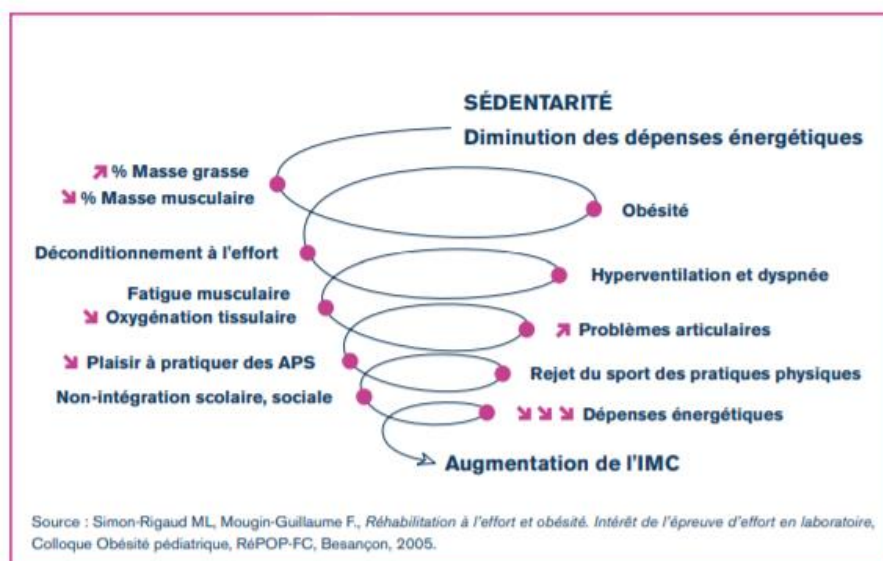 SÉDENTARITÉ
Diminution des dépenses énergétiques
↗ % Masse grasse
↘ % Masse musculaire
Obésité
Déconditionnement à l'effort
Hyperventilation et dyspnée
Fatigue musculaire
↘ Oxygénation tissulaire
↗ Problèmes articulaires
↘ Plaisir à pratiquer des APS
Rejet du sport des pratiques physiques
Non-intégration scolaire, sociale
↘ ↘ ↘ Dépenses énergétiques
Augmentation de l'IMC
Source : Simon-Rigaud ML, Mougin-Guillaume F., Réhabilitation à l'effort et obésité. Intérêt de l'épreuve d'effort en laboratoire,
Colloque Obésité pédiatrique, RéPOP-FC, Besançon, 2005.